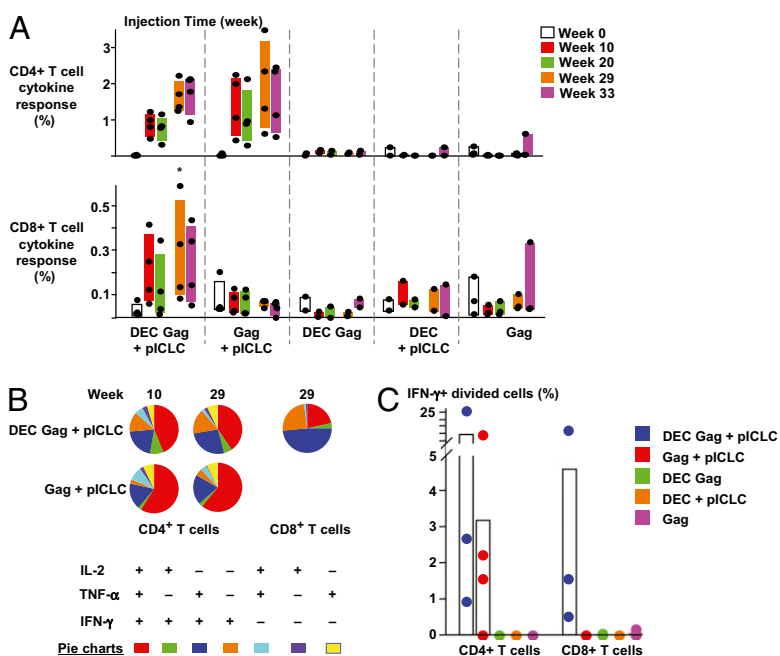 A
Injection Time (week)
Week 0
Week 10
Week 20
Week 29
Week 33
CD4+ T cell
cytokine
response
(%)
3
2
1
*
CD8+ T cell
cytokine
response
(%)
0.5
0.3
0.1
DEC Gag
+ pICLC
Gag
+ pICLC
DEC Gag
DEC
+ pICLC
Gag
B
Week 10 29 29
DEC Gag + pICLC
Gag + pICLC
CD4+ T cells CD8+ T cells
IL-2 + + – – + + –
TNF-α + – + – + – +
IFN-γ + + + + – – –
Pie charts
C
IFN-γ+ divided cells (%)
25
5
4
3
2
1
0
CD4+ T cells CD8+ T cells
DEC Gag + pICLC
Gag + pICLC
DEC Gag
DEC + pICLC
Gag